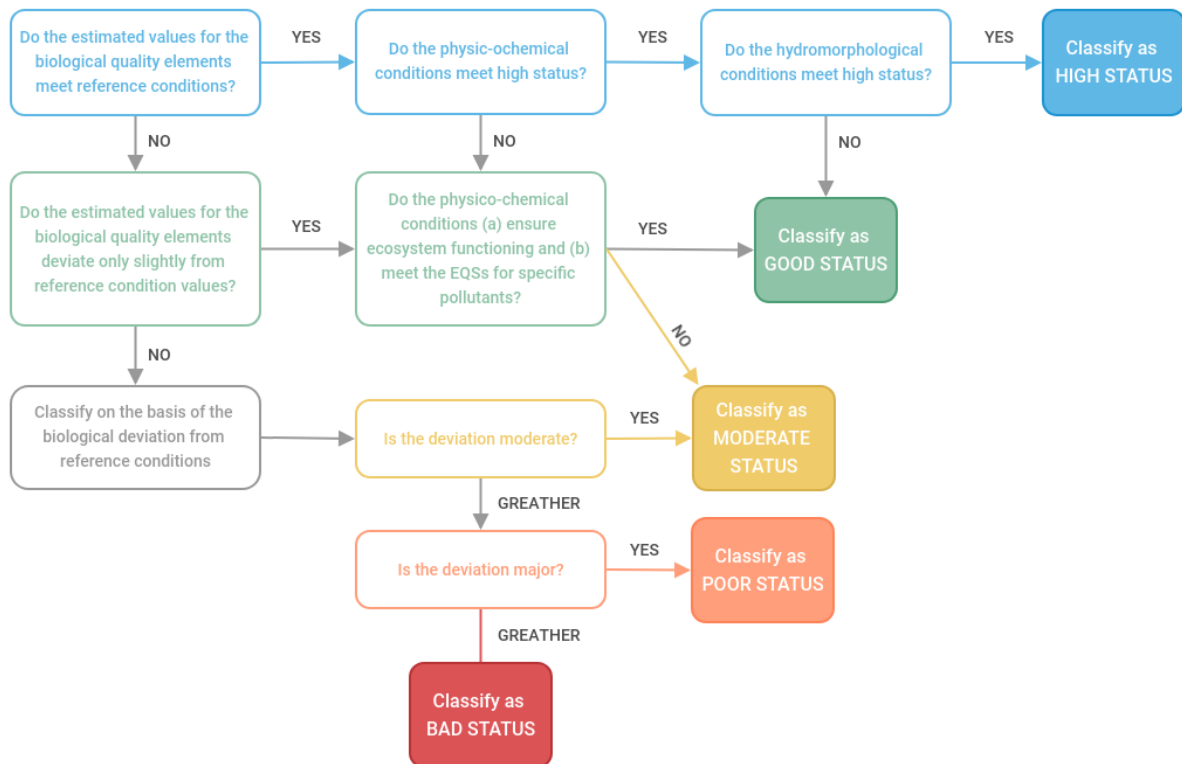 Do the estimated values for the
biological quality elements
meet reference conditions?
YES
Do the physic-ochemical
conditions meet high status?
YES
Do the hydromorphological
conditions meet high status?
YES
Classify as
HIGH STATUS
NO
NO
NO
Do the estimated values for the
biological quality elements
deviate only slightly from
reference condition values?
YES
Do the physico-chemical
conditions (a) ensure
ecosystem functioning and (b)
meet the EQSs for specific
pollutants?
YES
Classify as
GOOD STATUS
NO
NO
Classify on the basis of the
biological deviation from
reference conditions
Is the deviation moderate?
YES
Classify as
MODERATE
STATUS
GREATHER
Is the deviation major?
YES
Classify as
POOR STATUS
GREATHER
Classify as
BAD STATUS